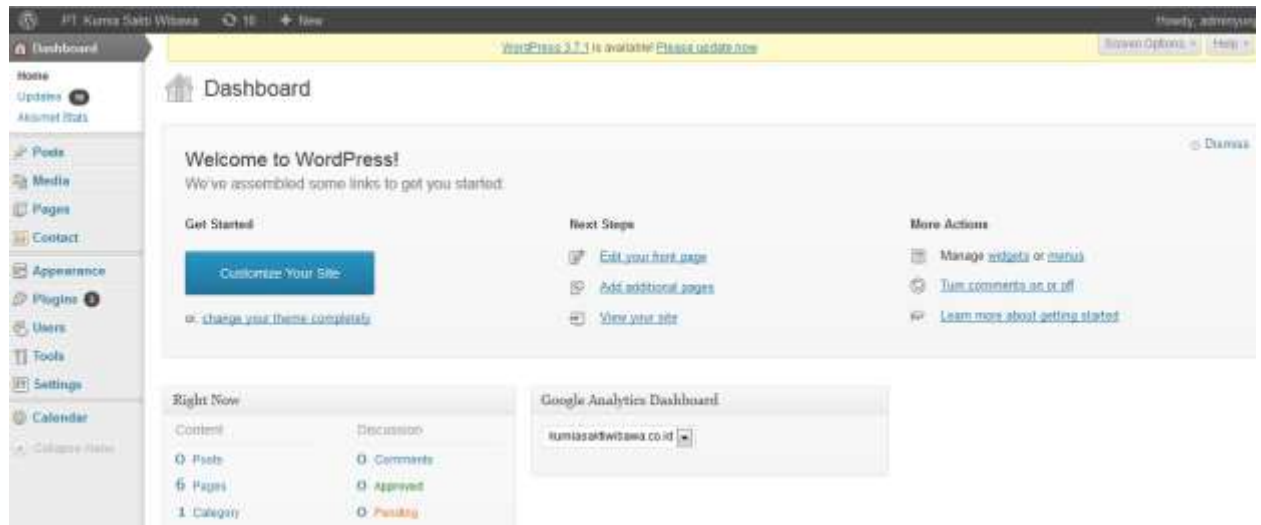 PT Kurnia Sakti Wibawa 10 + New
Howdy,
Dashboard
WordPress 3.7.1 is available! Please update now
Screen Options Help
Home
Updates
Akismet Stats
Dashboard
Posts
Media
Pages
Contact
Appearance
Plugins
Users
Tools
Settings
Calendar
Collapse menu
Dismiss
Welcome to WordPress!
We've assembled some links to get you started:
Get Started
Customize Your Site
or, change your theme completely
Next Steps
Edit your front page
Add additional pages
View your site
More Actions
Manage widgets or menus
Turn comments on or off
Learn more about getting started
Right Now
Content Discussion
0 Posts 0 Comments
6 Pages 0 Approved
1 Category 0 Pending
Google Analytics Dashboard
kurniasaktiwibawa.co.id